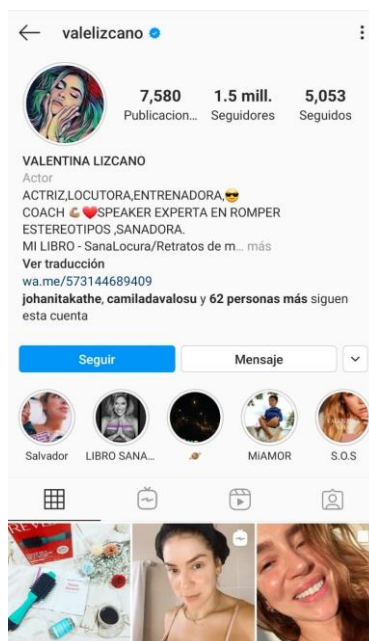 valelizcano
7,580 1.5 mill. 5,053
Publicacion... Seguidores Seguidos
VALENTINA LIZCANO
Actor
ACTRIZ,LOCUTORA,ENTRENADORA,😎
COACH 💪🏽❤️SPEAKER EXPERTA EN ROMPER
ESTEREOTIPOS ,SANADORA.
MI LIBRO - SanaLocura/Retratos de m... más
Ver traducción
wa.me/573144689409
johanitakathe, camiladavalosu y 62 personas más siguen
esta cuenta
Seguir Mensaje
Salvador LIBRO SANA... 🪐 MiAMOR S.O.S